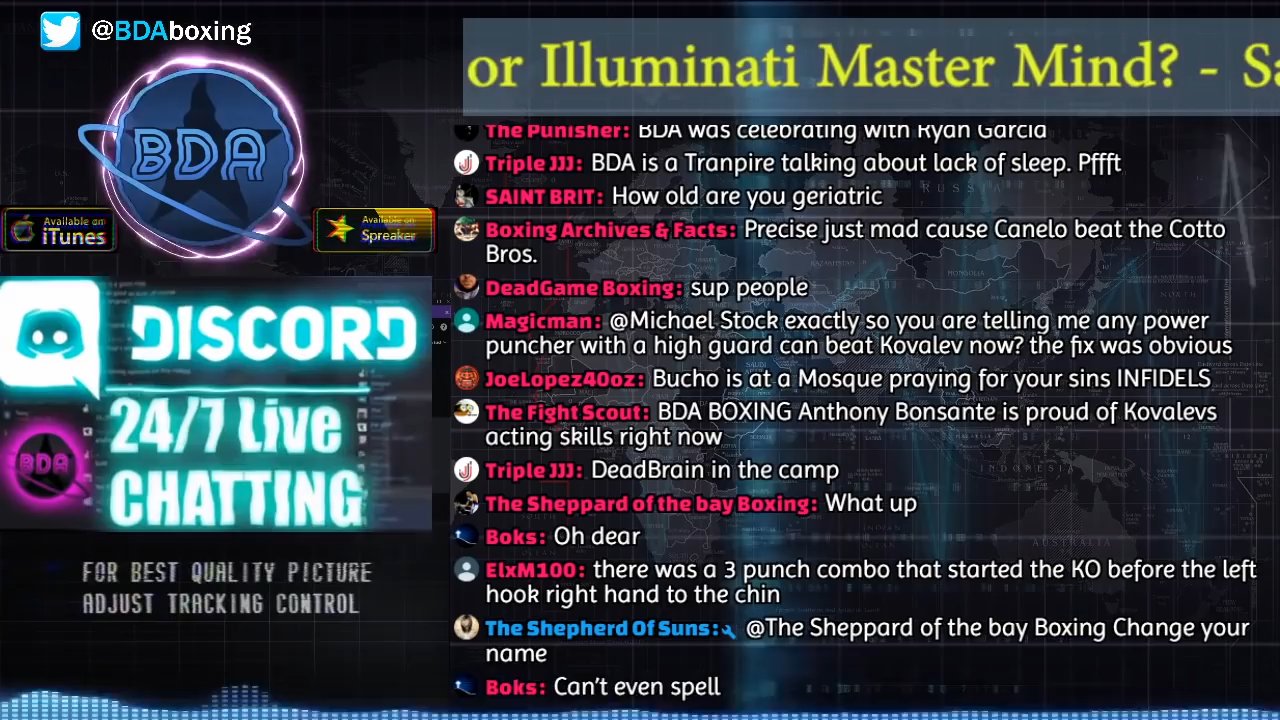 @BDAboxing
or Illuminati Master Mind? - Sa
BDA
Available on
iTunes
Available on
Spreaker
DISCORD
24/7 Live
CHATTING
BDA
FOR BEST QUALITY PICTURE
ADJUST TRACKING CONTROL
The Punisher: BDA was celebrating with Ryan Garcia
Triple JJJ: BDA is a Tranpire talking about lack of sleep. Pffft
SAINT BRIT: How old are you geriatric
Boxing Archives & Facts: Precise just mad cause Canelo beat the Cotto
Bros.
DeadGame Boxing: sup people
Magicman: @Michael Stock exactly so you are telling me any power
puncher with a high guard can beat Kovalev now? the fix was obvious
JoeLopez40oz: Bucho is at a Mosque praying for your sins INFIDELS
The Fight Scout: BDA BOXING Anthony Bonsante is proud of Kovalevs
acting skills right now
Triple JJJ: DeadBrain in the camp
The Sheppard of the bay Boxing: What up
Boks: Oh dear
ElxM100: there was a 3 punch combo that started the KO before the left
hook right hand to the chin
The Shepherd Of Suns: @The Sheppard of the bay Boxing Change your
name
Boks: Can't even spell